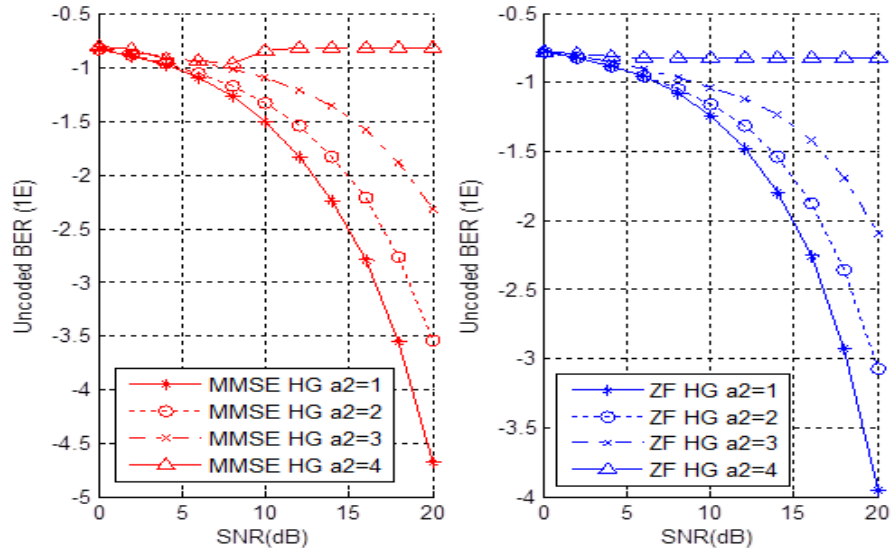 Uncoded BER (1E)
-0.5
-1
-1.5
-2
-2.5
-3
-3.5
-4
-4.5
-5
MMSE HG a2=1
MMSE HG a2=2
MMSE HG a2=3
MMSE HG a2=4
0 5 10 15 20
SNR(dB)
Uncoded BER (1E)
-0.5
-1
-1.5
-2
-2.5
-3
-3.5
-4
ZF HG a2=1
ZF HG a2=2
ZF HG a2=3
ZF HG a2=4
0 5 10 15 20
SNR(dB)